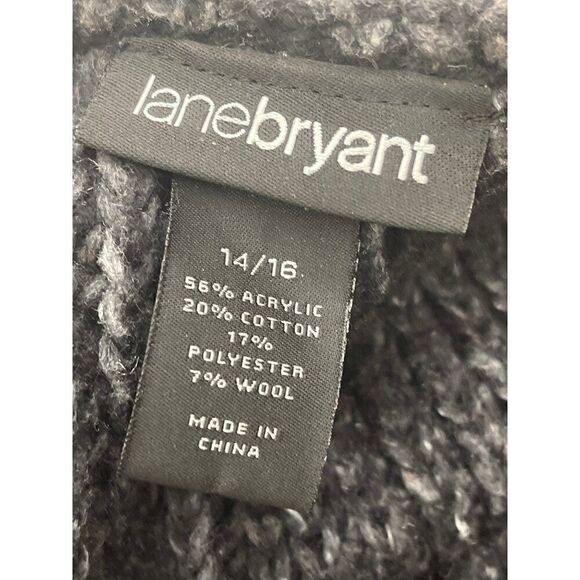 lanebryant
14/16
56% ACRYLIC
20% COTTON
17%
POLYESTER
7% WOOL
MADE IN
CHINA